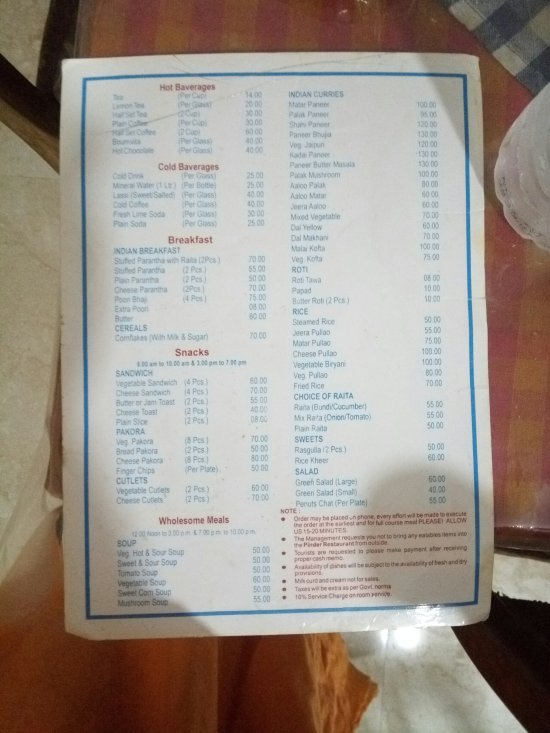 Hot Baverages
Tea (Per Cup) 14.00
Lemon Tea (Per Glass) 20.00
Half Set Tea (2 Cup) 30.00
Plain Coffee (Per Cup) 30.00
Half Set Coffee (2 Cup) 60.00
Bournvita (Per Glass) 40.00
Hot Chocolate (Per Glass) 40.00
Cold Baverages
Cold Drink (Per Glass) 25.00
Mineral Water (1 Ltr.) (Per Bottle) 25.00
Lassi (Sweet/Salted) (Per Glass) 40.00
Cold Coffee (Per Glass) 40.00
Fresh Lime Soda (Per Glass) 30.00
Plain Soda (Per Glass) 25.00
Breakfast
INDIAN BREAKFAST
Stuffed Parantha with Raita (2Pcs.) 70.00
Stuffed Parantha (2 Pcs.) 65.00
Plain Parantha (2 Pcs.) 50.00
Cheese Parantha (2Pcs.) 70.00
Poori Bhaji (4 Pcs.) 75.00
Extra Poori 08.00
Butter 60.00
CEREALS
Cornflakes (With Milk & Sugar) 70.00
Snacks
6.00 am to 10.00 am & 3.00 pm to 7.00 pm
SANDWICH
Vegetable Sandwich (4 Pcs.) 60.00
Cheese Sandwich (4 Pcs.) 70.00
Butter or Jam Toast (2 Pcs.) 55.00
Cheese Toast (2 Pcs.) 40.00
Plain Slice (2 Pcs.) 08.00
PAKORA
Veg. Pakora (8 Pcs.) 70.00
Bread Pakora (2 Pcs.) 50.00
Cheese Pakora (8 Pcs.) 80.00
Finger Chips (Per Plate) 50.00
CUTLETS
Vegetable Cutlets (2 Pcs.) 60.00
Cheese Cutlets (2 Pcs.) 70.00
Wholesome Meals
12.00 Noon to 3.00 p.m. & 7.00 p.m. to 10.00 p.m.
SOUP
Veg. Hot & Sour Soup 50.00
Sweet & Sour Soup 50.00
Tomato Soup 50.00
Vegetable Soup 60.00
Sweet Corn Soup 50.00
Mushroom Soup 55.00
INDIAN CURRIES
Matar Paneer 100.00
Palak Paneer 95.00
Shahi Paneer 120.00
Paneer Bhujia 130.00
Veg. Jaipuri 120.00
Kadai Paneer 130.00
Paneer Butter Masala 130.00
Palak Mushroom 100.00
Aaloo Palak 80.00
Aaloo Matar 60.00
Jeera Aaloo 60.00
Mixed Vegetable 70.00
Dal Yellow 60.00
Dal Makhani 70.00
Malai Kofta 100.00
Veg. Kofta 75.00
ROTI
Roti Tawa 08.00
Papad 10.00
Butter Roti (2 Pcs.) 10.00
RICE
Steamed Rice 50.00
Jeera Pullao 55.00
Matar Pullao 75.00
Cheese Pullao 100.00
Vegetable Biryani 100.00
Veg. Pullao 80.00
Fried Rice 70.00
CHOICE OF RAITA
Raita (Bundi/Cucumber) 55.00
Mix Raita (Onion/Tomato) 55.00
Plain Raita 50.00
SWEETS
Rasgulla (2 Pcs.) 50.00
Rice Kheer 60.00
SALAD
Green Salad (Large) 60.00
Green Salad (Small) 40.00
Penuts Chat (Per Plate) 55.00
NOTE :
Order may be placed on phone, every effort will be made to execute
the order at the earliest and for full course meal PLEASE! ALLOW
US 15-20 MINUTES.
The Management requests you not to bring any eatables items into
the Pinder Restaurant from outside.
Tourists are requested to please make payment after receiving
proper cash memo.
Availability of dishes will be subject to the availability of fresh and dry
provisions.
Milk curd and cream not for sales.
Taxes will be extra as per Govt. norms
10% Service Charge on room service.